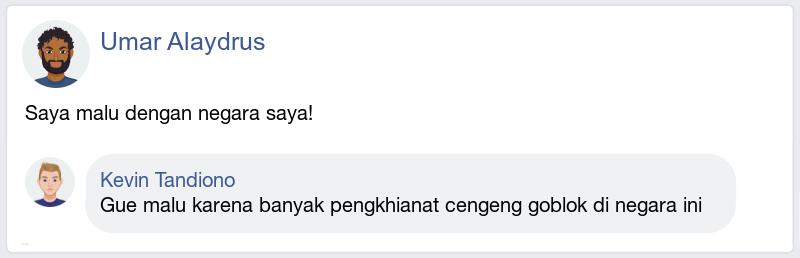 Umar Alaydrus
Saya malu dengan negara saya!
Kevin Tandiono
Gue malu karena banyak pengkhianat cengeng goblok di negara ini